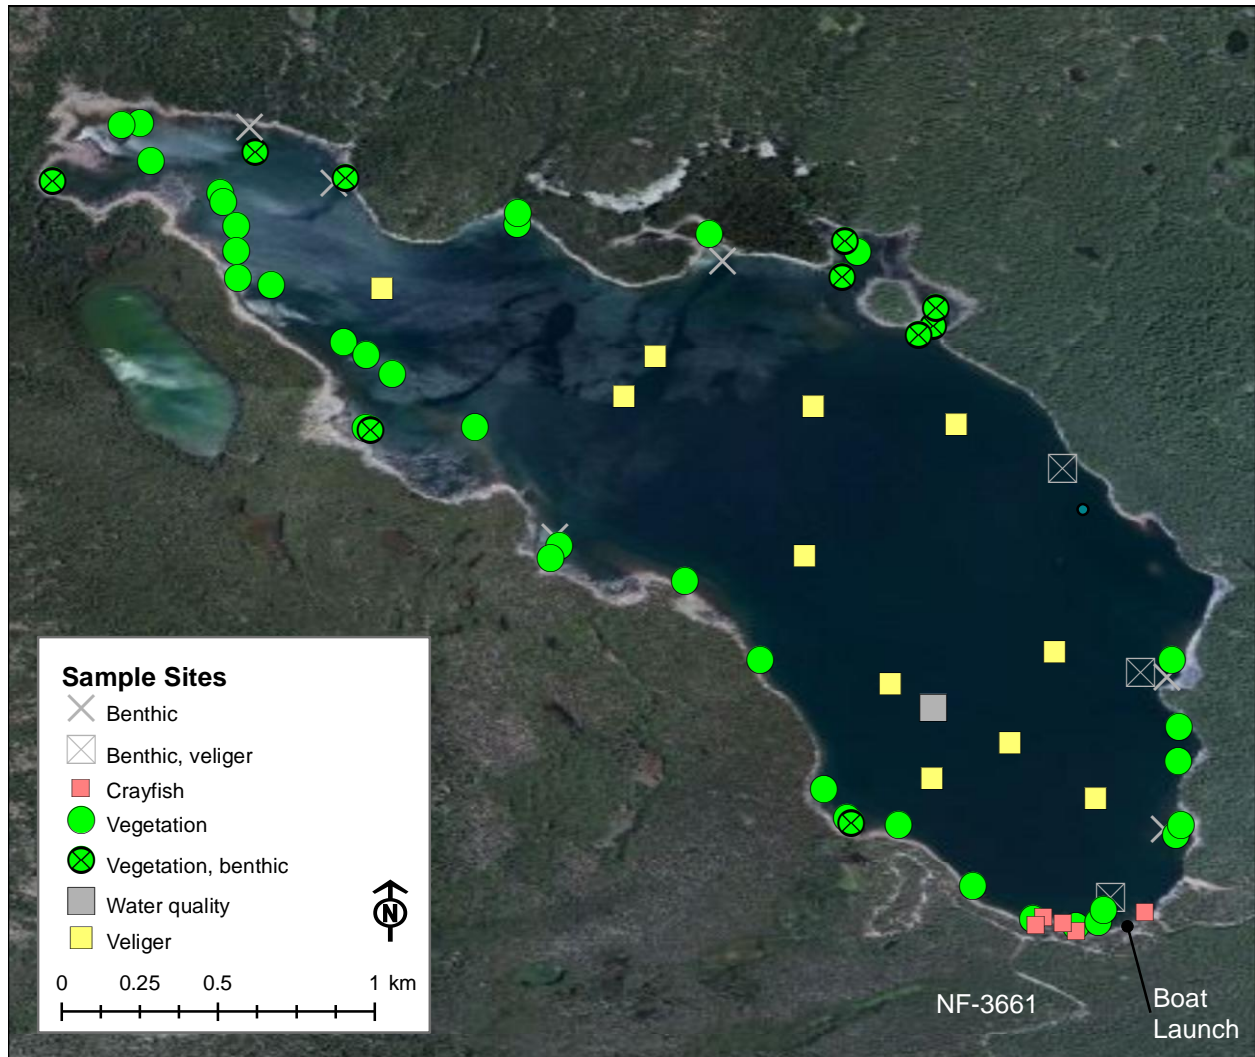 Sample Sites
Benthic
Benthic, veliger
Crayfish
Vegetation
Vegetation, benthic
Water quality
Veliger
N
0 0.25 0.5 1 km
NF-3661
Boat
Launch